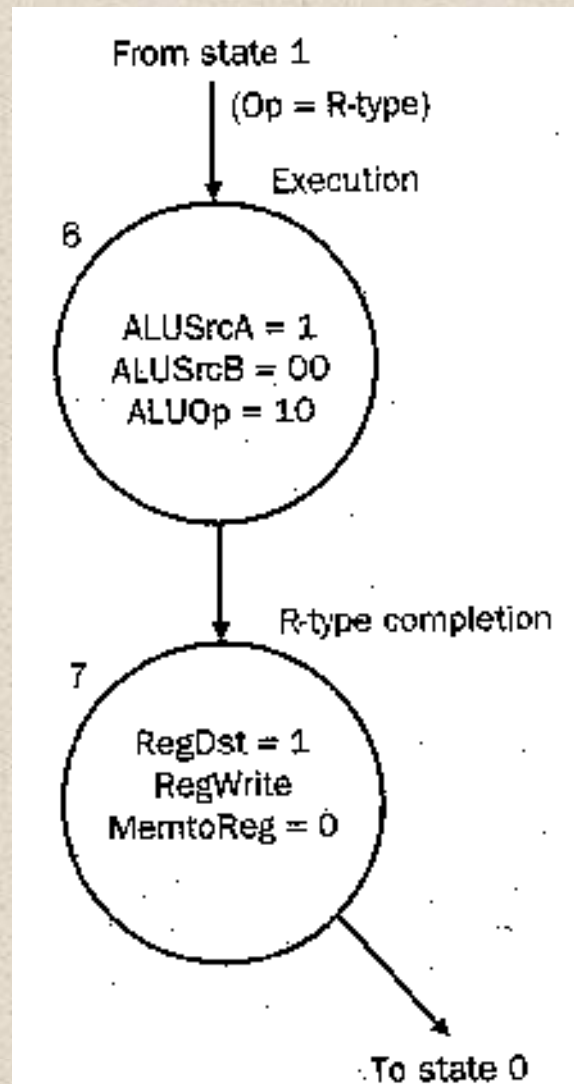 From state 1
(Op = R-type)
Execution
6
ALUSrcA = 1
ALUSrcB = 00
ALUOp = 10
R-type completion
7
RegDst = 1
RegWrite
MemtoReg = 0
To state 0